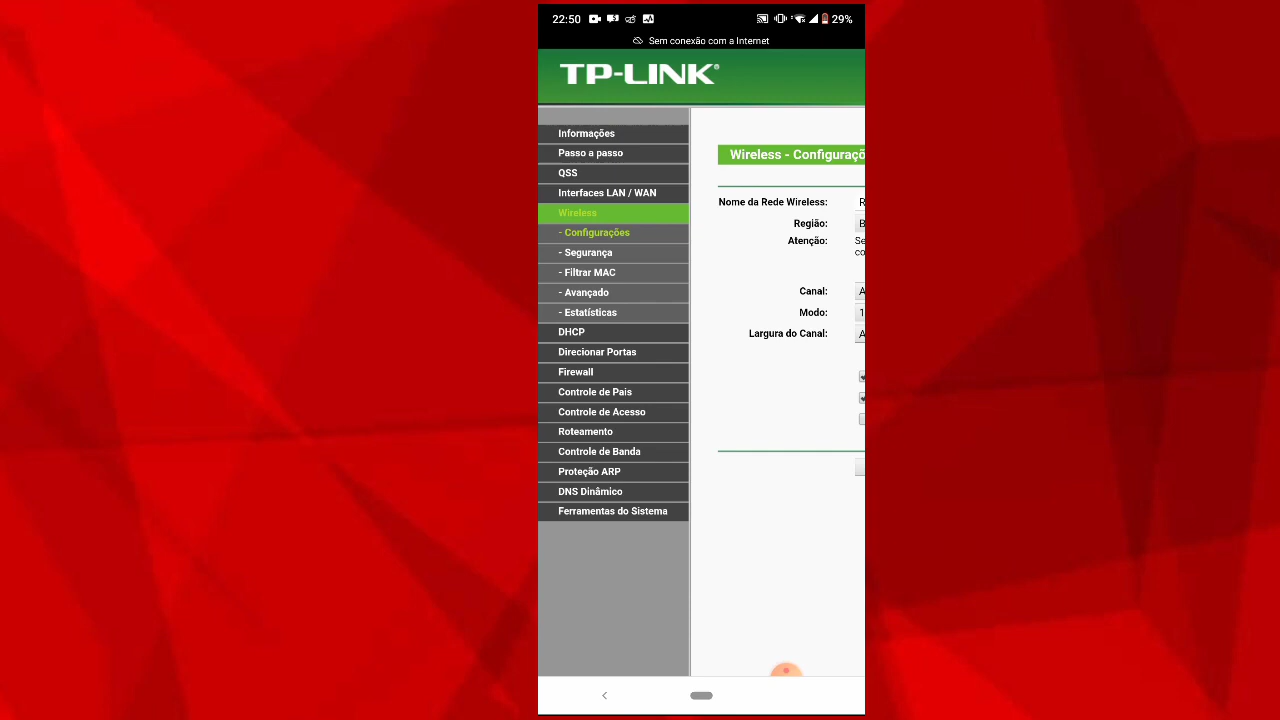 22:50
29%
Sem conexão com a Internet
TP-LINK®
Informações
Passo a passo
QSS
Interfaces LAN / WAN
Wireless
- Configurações
- Segurança
- Filtrar MAC
- Avançado
- Estatísticas
DHCP
Direcionar Portas
Firewall
Controle de Pais
Controle de Acesso
Roteamento
Controle de Banda
Proteção ARP
DNS Dinâmico
Ferramentas do Sistema
Wireless - Configuraçõ
Nome da Rede Wireless: R
Região: B
Atenção: Se
co
Canal: A
Modo: 1
Largura do Canal: A